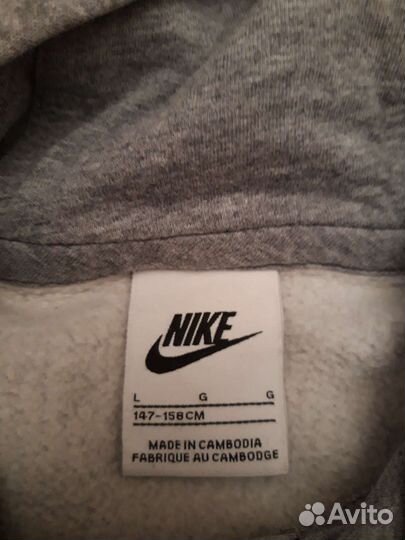 NIKE
L G G
147-158CM
MADE IN CAMBODIA
FABRIQUE AU CAMBODGE
Avito